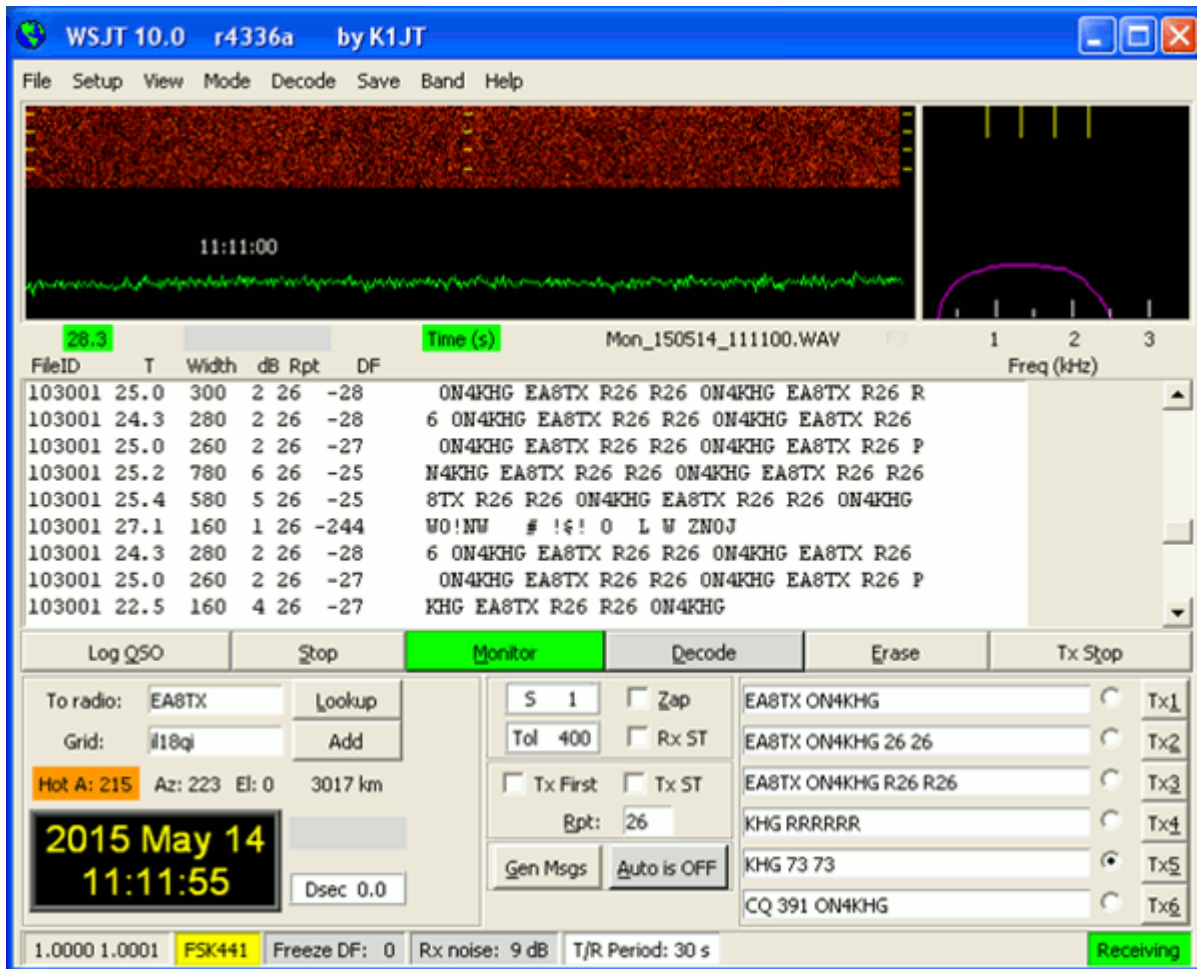 WSJT 10.0 r4336a by K1JT
File Setup View Mode Decode Save Band Help
11:11:00
28.3 Time (s) Mon_150514_111100.WAV F3 1 2 3
FileID T Width dB Rpt DF Freq (kHz)
103001 25.0 300 2 26 -28 ON4KHG EA8TX R26 R26 ON4KHG EA8TX R26 R
103001 24.3 280 2 26 -28 6 ON4KHG EA8TX R26 R26 ON4KHG EA8TX R26
103001 25.0 260 2 26 -27 ON4KHG EA8TX R26 R26 ON4KHG EA8TX R26 P
103001 25.2 780 6 26 -25 N4KHG EA8TX R26 R26 ON4KHG EA8TX R26 R26
103001 25.4 580 5 26 -25 8TX R26 R26 ON4KHG EA8TX R26 R26 ON4KHG
103001 27.1 160 1 26 -244 W0!NW # !$! 0 L W ZN0J
103001 24.3 280 2 26 -28 6 ON4KHG EA8TX R26 R26 ON4KHG EA8TX R26
103001 25.0 260 2 26 -27 ON4KHG EA8TX R26 R26 ON4KHG EA8TX R26 P
103001 22.5 160 4 26 -27 KHG EA8TX R26 R26 ON4KHG
Log QSO Stop Monitor Decode Erase Tx Stop
To radio: EA8TX Lookup S 1 Zap EA8TX ON4KHG Tx1
Grid: il18qi Add Tol 400 Rx ST EA8TX ON4KHG 26 26 Tx2
Hot A: 215 Az: 223 El: 0 3017 km Tx First Tx ST EA8TX ON4KHG R26 R26 Tx3
2015 May 14 Rpt: 26 KHG RRRRRR Tx4
11:11:55 Dsec 0.0 Gen Msgs Auto is OFF KHG 73 73 Tx5
CQ 391 ON4KHG Tx6
1.0000 1.0001 FSK441 Freeze DF: 0 Rx noise: 9 dB T/R Period: 30 s Receiving